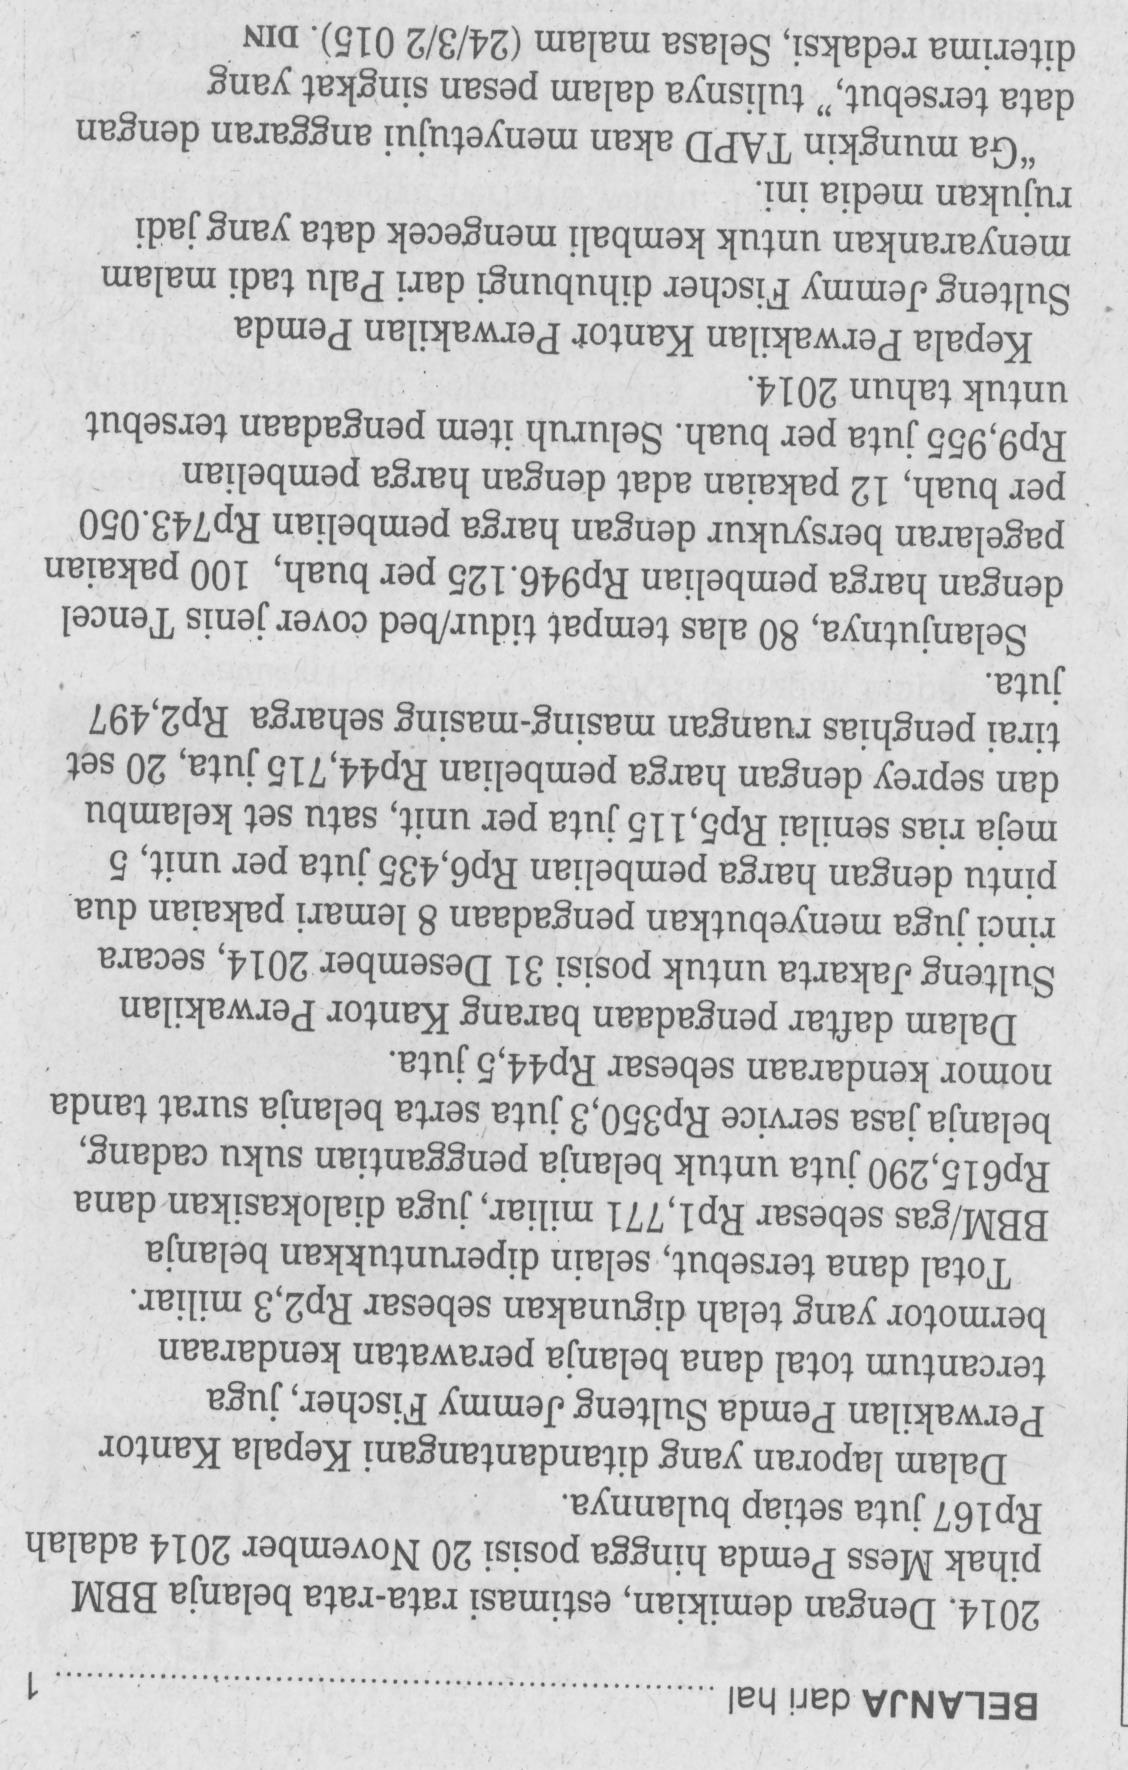 BELANJA dari hal ........................................................ 1
2014. Dengan demikian, estimasi rata-rata belanja BBM
pihak Mess Pemda hingga posisi 20 November 2014 adalah
Rp167 juta setiap bulannya.
Dalam laporan yang ditandantangani Kepala Kantor
Perwakilan Pemda Sulteng Jemmy Fischer, juga
tercantum total dana belanja perawatan kendaraan
bermotor yang telah digunakan sebesar Rp2,3 miliar.
Total dana tersebut, selain diperuntukkan belanja
BBM/gas sebesar Rp1,771 miliar, juga dialokasikan dana
Rp615,290 juta untuk belanja penggantian suku cadang,
belanja jasa service Rp350,3 juta serta belanja surat tanda
nomor kendaraan sebesar Rp44,5 juta.
Dalam daftar pengadaan barang Kantor Perwakilan
Sulteng Jakarta untuk posisi 31 Desember 2014, secara
rinci juga menyebutkan pengadaan 8 lemari pakaian dua
pintu dengan harga pembelian Rp6,435 juta per unit, 5
meja rias senilai Rp5,115 juta per unit, satu set kelambu
dan seprey dengan harga pembelian Rp44,715 juta, 20 set
tirai penghias ruangan masing-masing seharga Rp2,497
juta.
Selanjutnya, 80 alas tempat tidur/bed cover jenis Tencel
dengan harga pembelian Rp946.125 per buah, 100 pakaian
pagelaran bersyukur dengan harga pembelian Rp743.050
per buah, 12 pakaian adat dengan harga pembelian
Rp9,955 juta per buah. Seluruh item pengadaan tersebut
untuk tahun 2014.
Kepala Perwakilan Kantor Perwakilan Pemda
Sulteng Jemmy Fischer dihubungi dari Palu tadi malam
menyarankan untuk kembali mengecek data yang jadi
rujukan media ini.
“Ga mungkin TAPD akan menyetujui anggaran dengan
data tersebut,” tulisnya dalam pesan singkat yang
diterima redaksi, Selasa malam (24/3/2 015). DIN